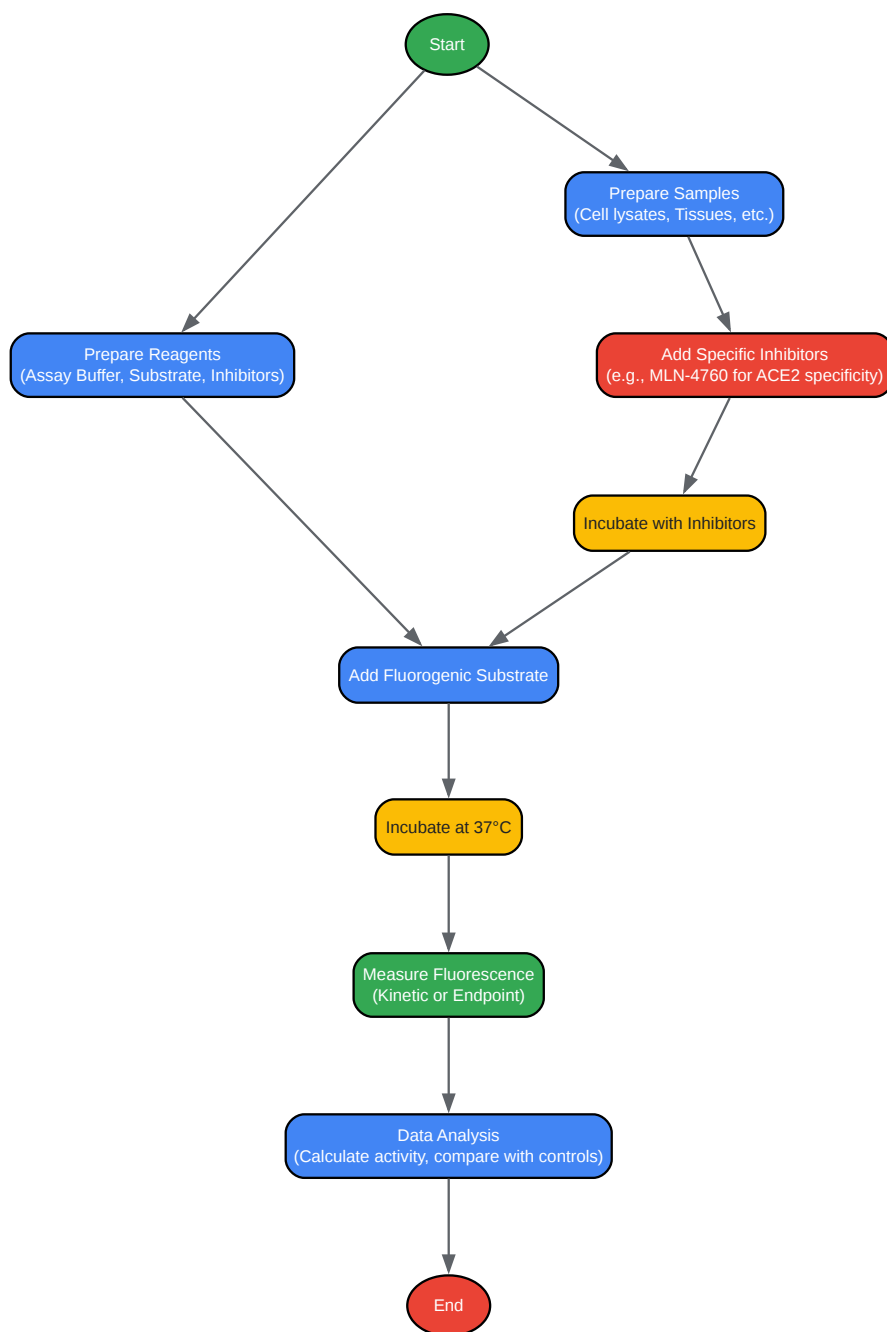 Start
Prepare Samples
(Cell lysates, Tissues, etc.)
Prepare Reagents
(Assay Buffer, Substrate, Inhibitors)
Add Specific Inhibitors
(e.g., MLN-4760 for ACE2 specificity)
Incubate with Inhibitors
Add Fluorogenic Substrate
Incubate at 37°C
Measure Fluorescence
(Kinetic or Endpoint)
Data Analysis
(Calculate activity, compare with controls)
End